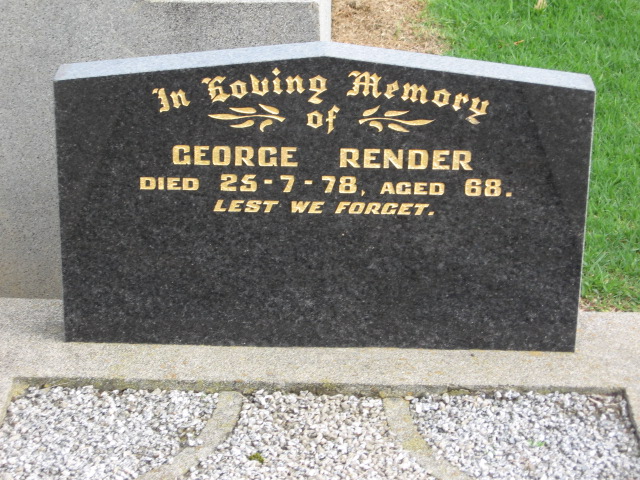 In Loving Memory
of
GEORGE RENDER
DIED 25-7-78, AGED 68.
LEST WE FORGET.